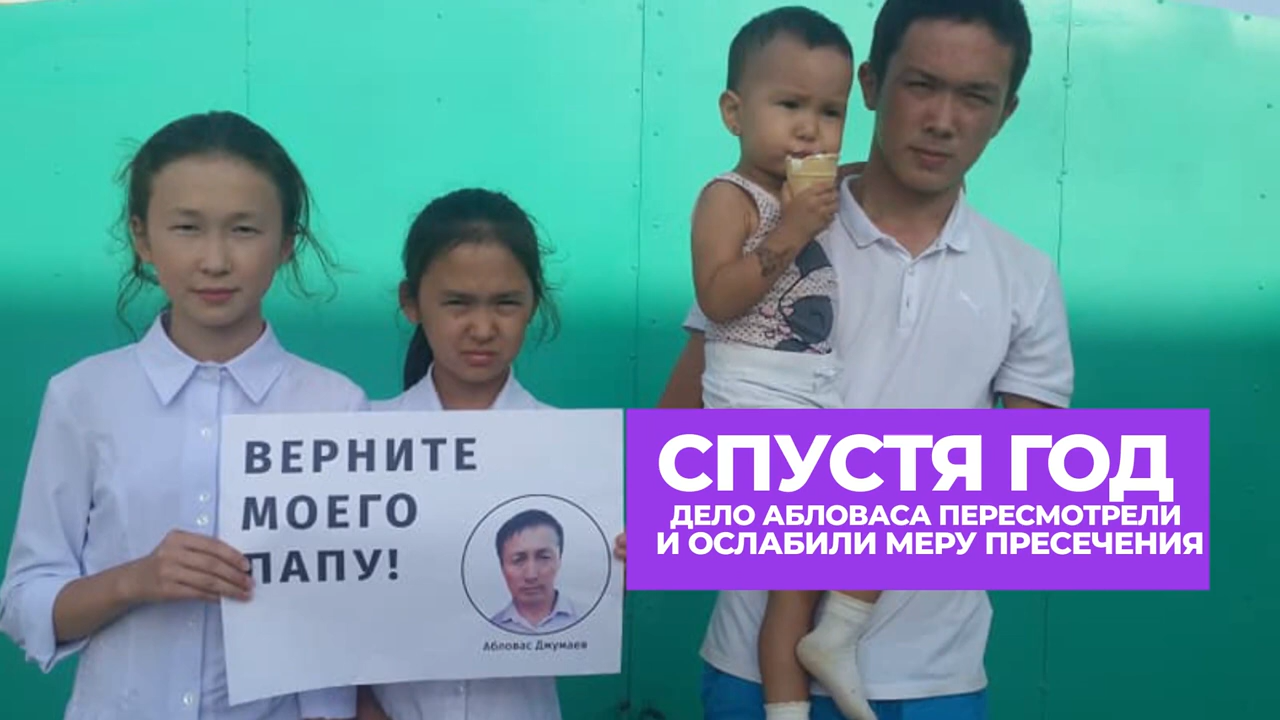 ВЕРНИТЕ
МОЕГО
ПАПУ!
Абловас Джумаев
СПУСТЯ ГОД
ДЕЛО АБЛОВАСА ПЕРЕСМОТРЕЛИ
И ОСЛАБИЛИ МЕРУ ПРЕСЕЧЕНИЯ